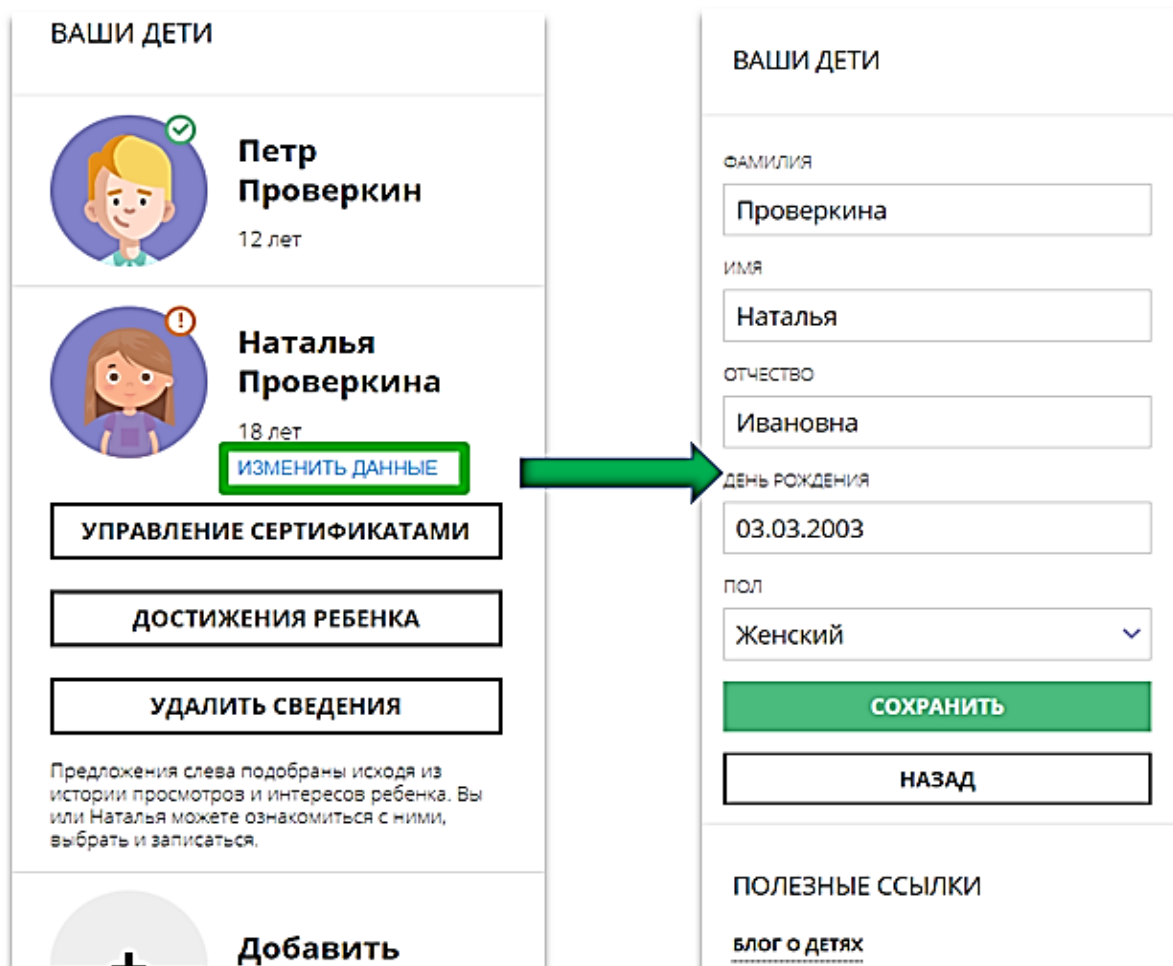 ВАШИ ДЕТИ
Петр
Проверкин
12 лет
Наталья
Проверкина
18 лет
ИЗМЕНИТЬ ДАННЫЕ
УПРАВЛЕНИЕ СЕРТИФИКАТАМИ
ДОСТИЖЕНИЯ РЕБЕНКА
УДАЛИТЬ СВЕДЕНИЯ
Предложения слева подобраны исходя из
истории просмотров и интересов ребенка. Вы
или Наталья можете ознакомиться с ними,
выбрать и записаться.
Добавить
ВАШИ ДЕТИ
ФАМИЛИЯ
Проверкина
ИМЯ
Наталья
ОТЧЕСТВО
Ивановна
ДЕНЬ РОЖДЕНИЯ
03.03.2003
ПОЛ
Женский
СОХРАНИТЬ
НАЗАД
ПОЛЕЗНЫЕ ССЫЛКИ
БЛОГ О ДЕТЯХ